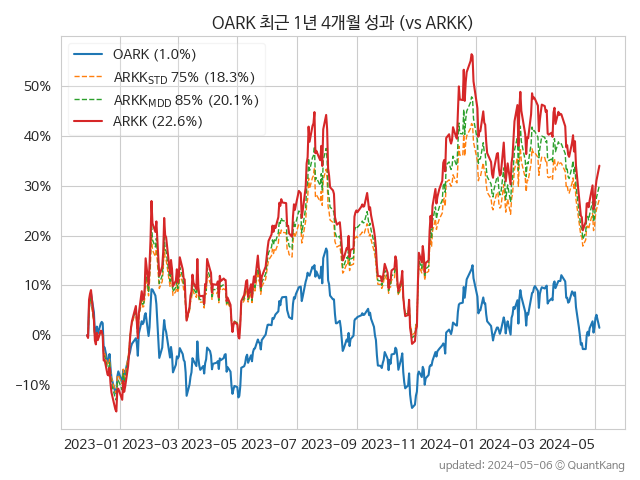 OARK 최근 1년 4개월 성과 (vs ARKK)
OARK (1.0%)
ARKK_STD 75% (18.3%)
ARKK_MDD 85% (20.1%)
ARKK (22.6%)
50%
40%
30%
20%
10%
0%
−10%
2023-01 2023-03 2023-05 2023-07 2023-09 2023-11 2024-01 2024-03 2024-05
updated: 2024-05-06 © QuantKang